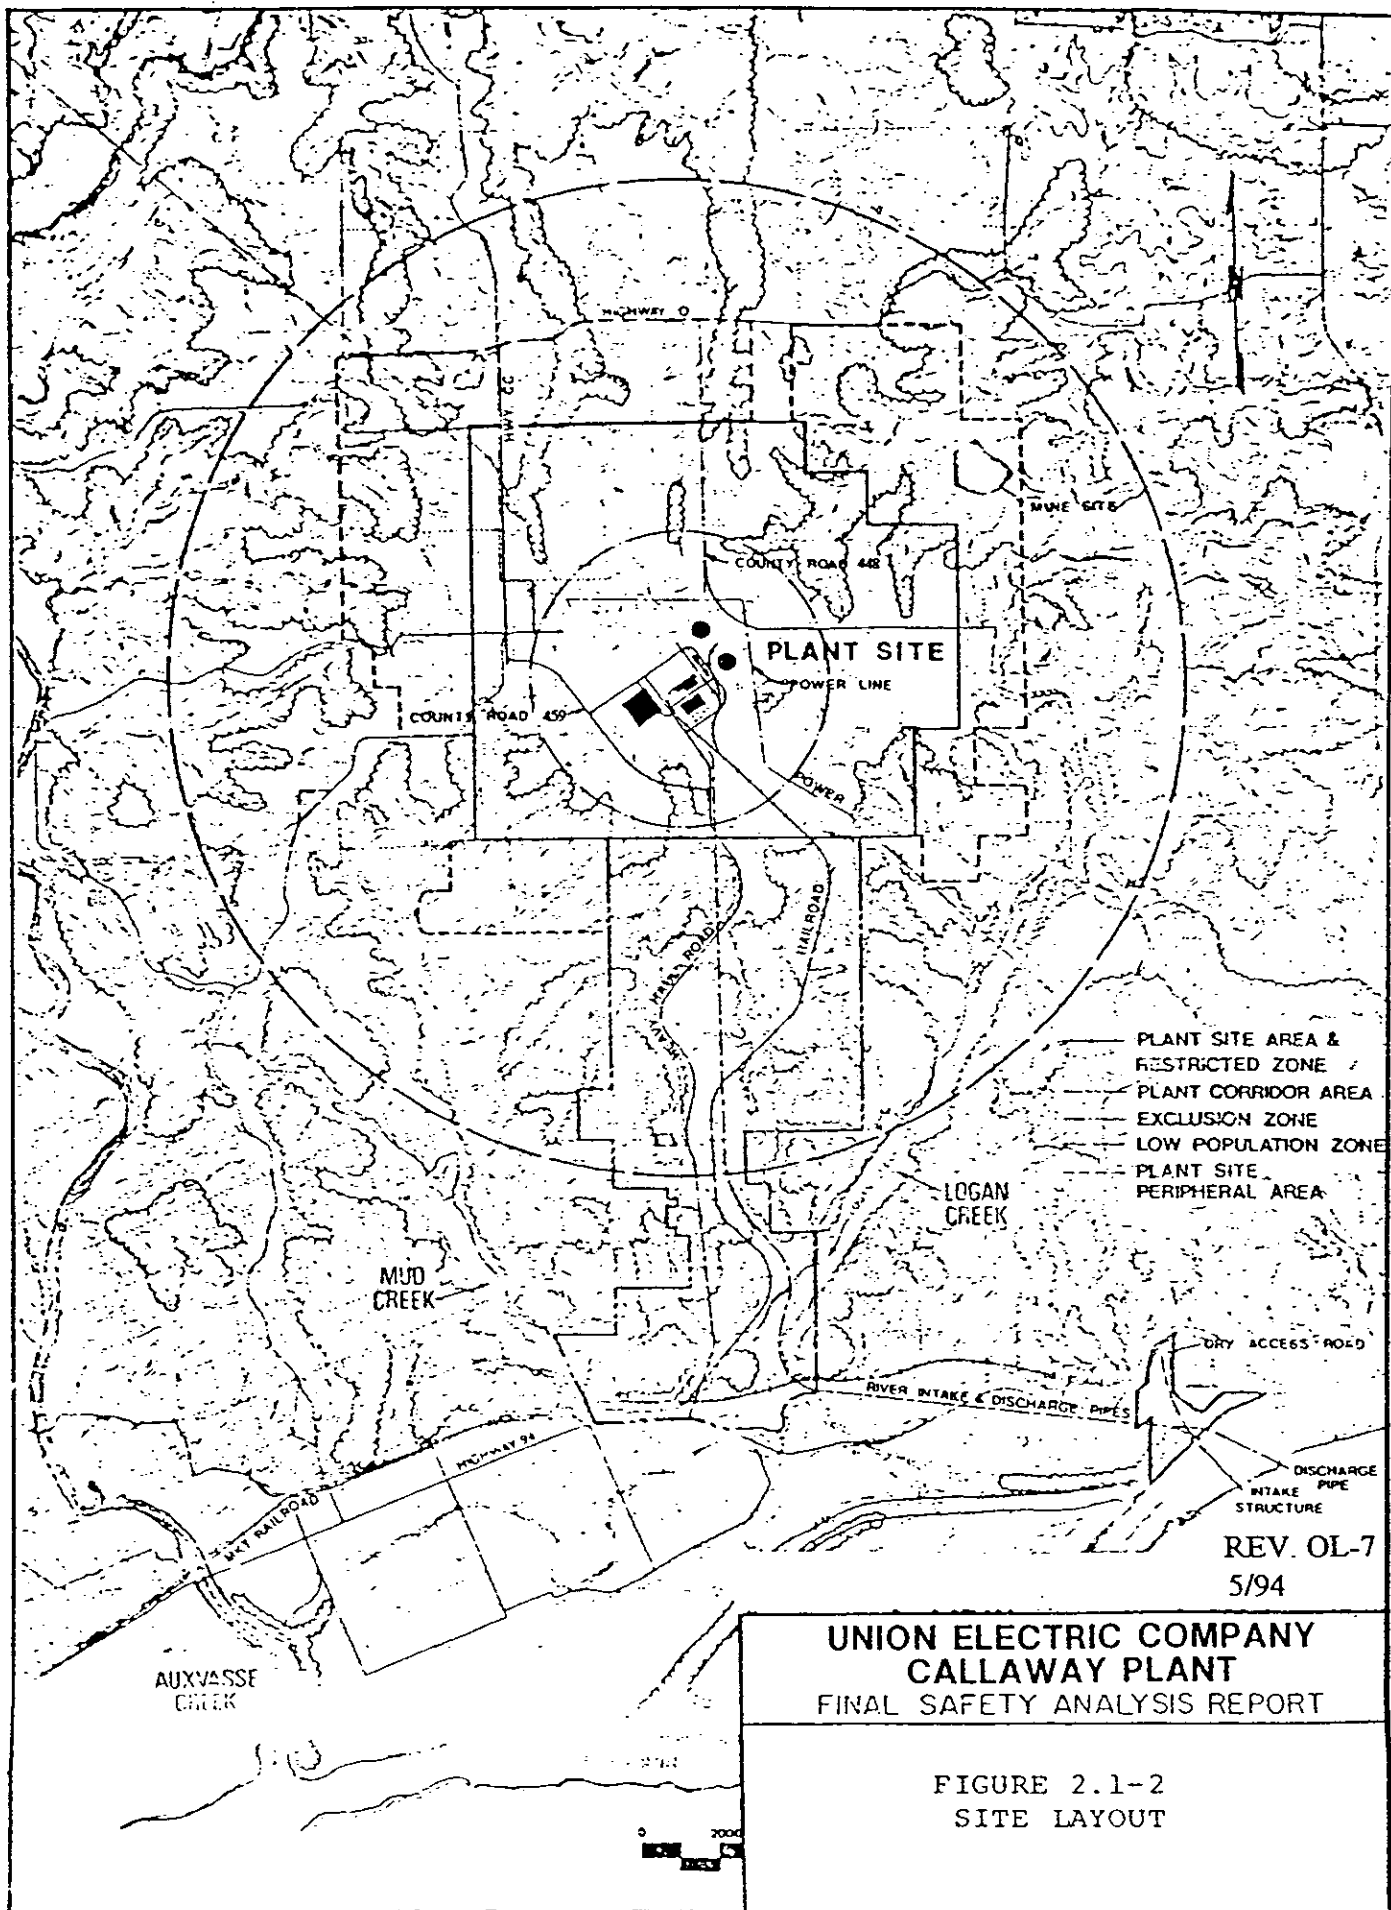 HIGHWAY O
HWY CC
MINE SITE
COUNTY ROAD 448
PLANT SITE
POWER LINE
COUNTY ROAD 459
POWER
HEAVY HAUL ROAD
RAILROAD
PLANT SITE AREA &
RESTRICTED ZONE
PLANT CORRIDOR AREA
EXCLUSION ZONE
LOW POPULATION ZONE
PLANT SITE
PERIPHERAL AREA
LOGAN
CREEK
MUD
CREEK
DRY ACCESS ROAD
RIVER INTAKE & DISCHARGE PIPES
HIGHWAY 94
MKT RAILROAD
DISCHARGE
PIPE
INTAKE
STRUCTURE
REV. OL-7
5/94
AUXVASSE
CREEK
UNION ELECTRIC COMPANY
CALLAWAY PLANT
FINAL SAFETY ANALYSIS REPORT
FIGURE 2.1-2
SITE LAYOUT
0 2000